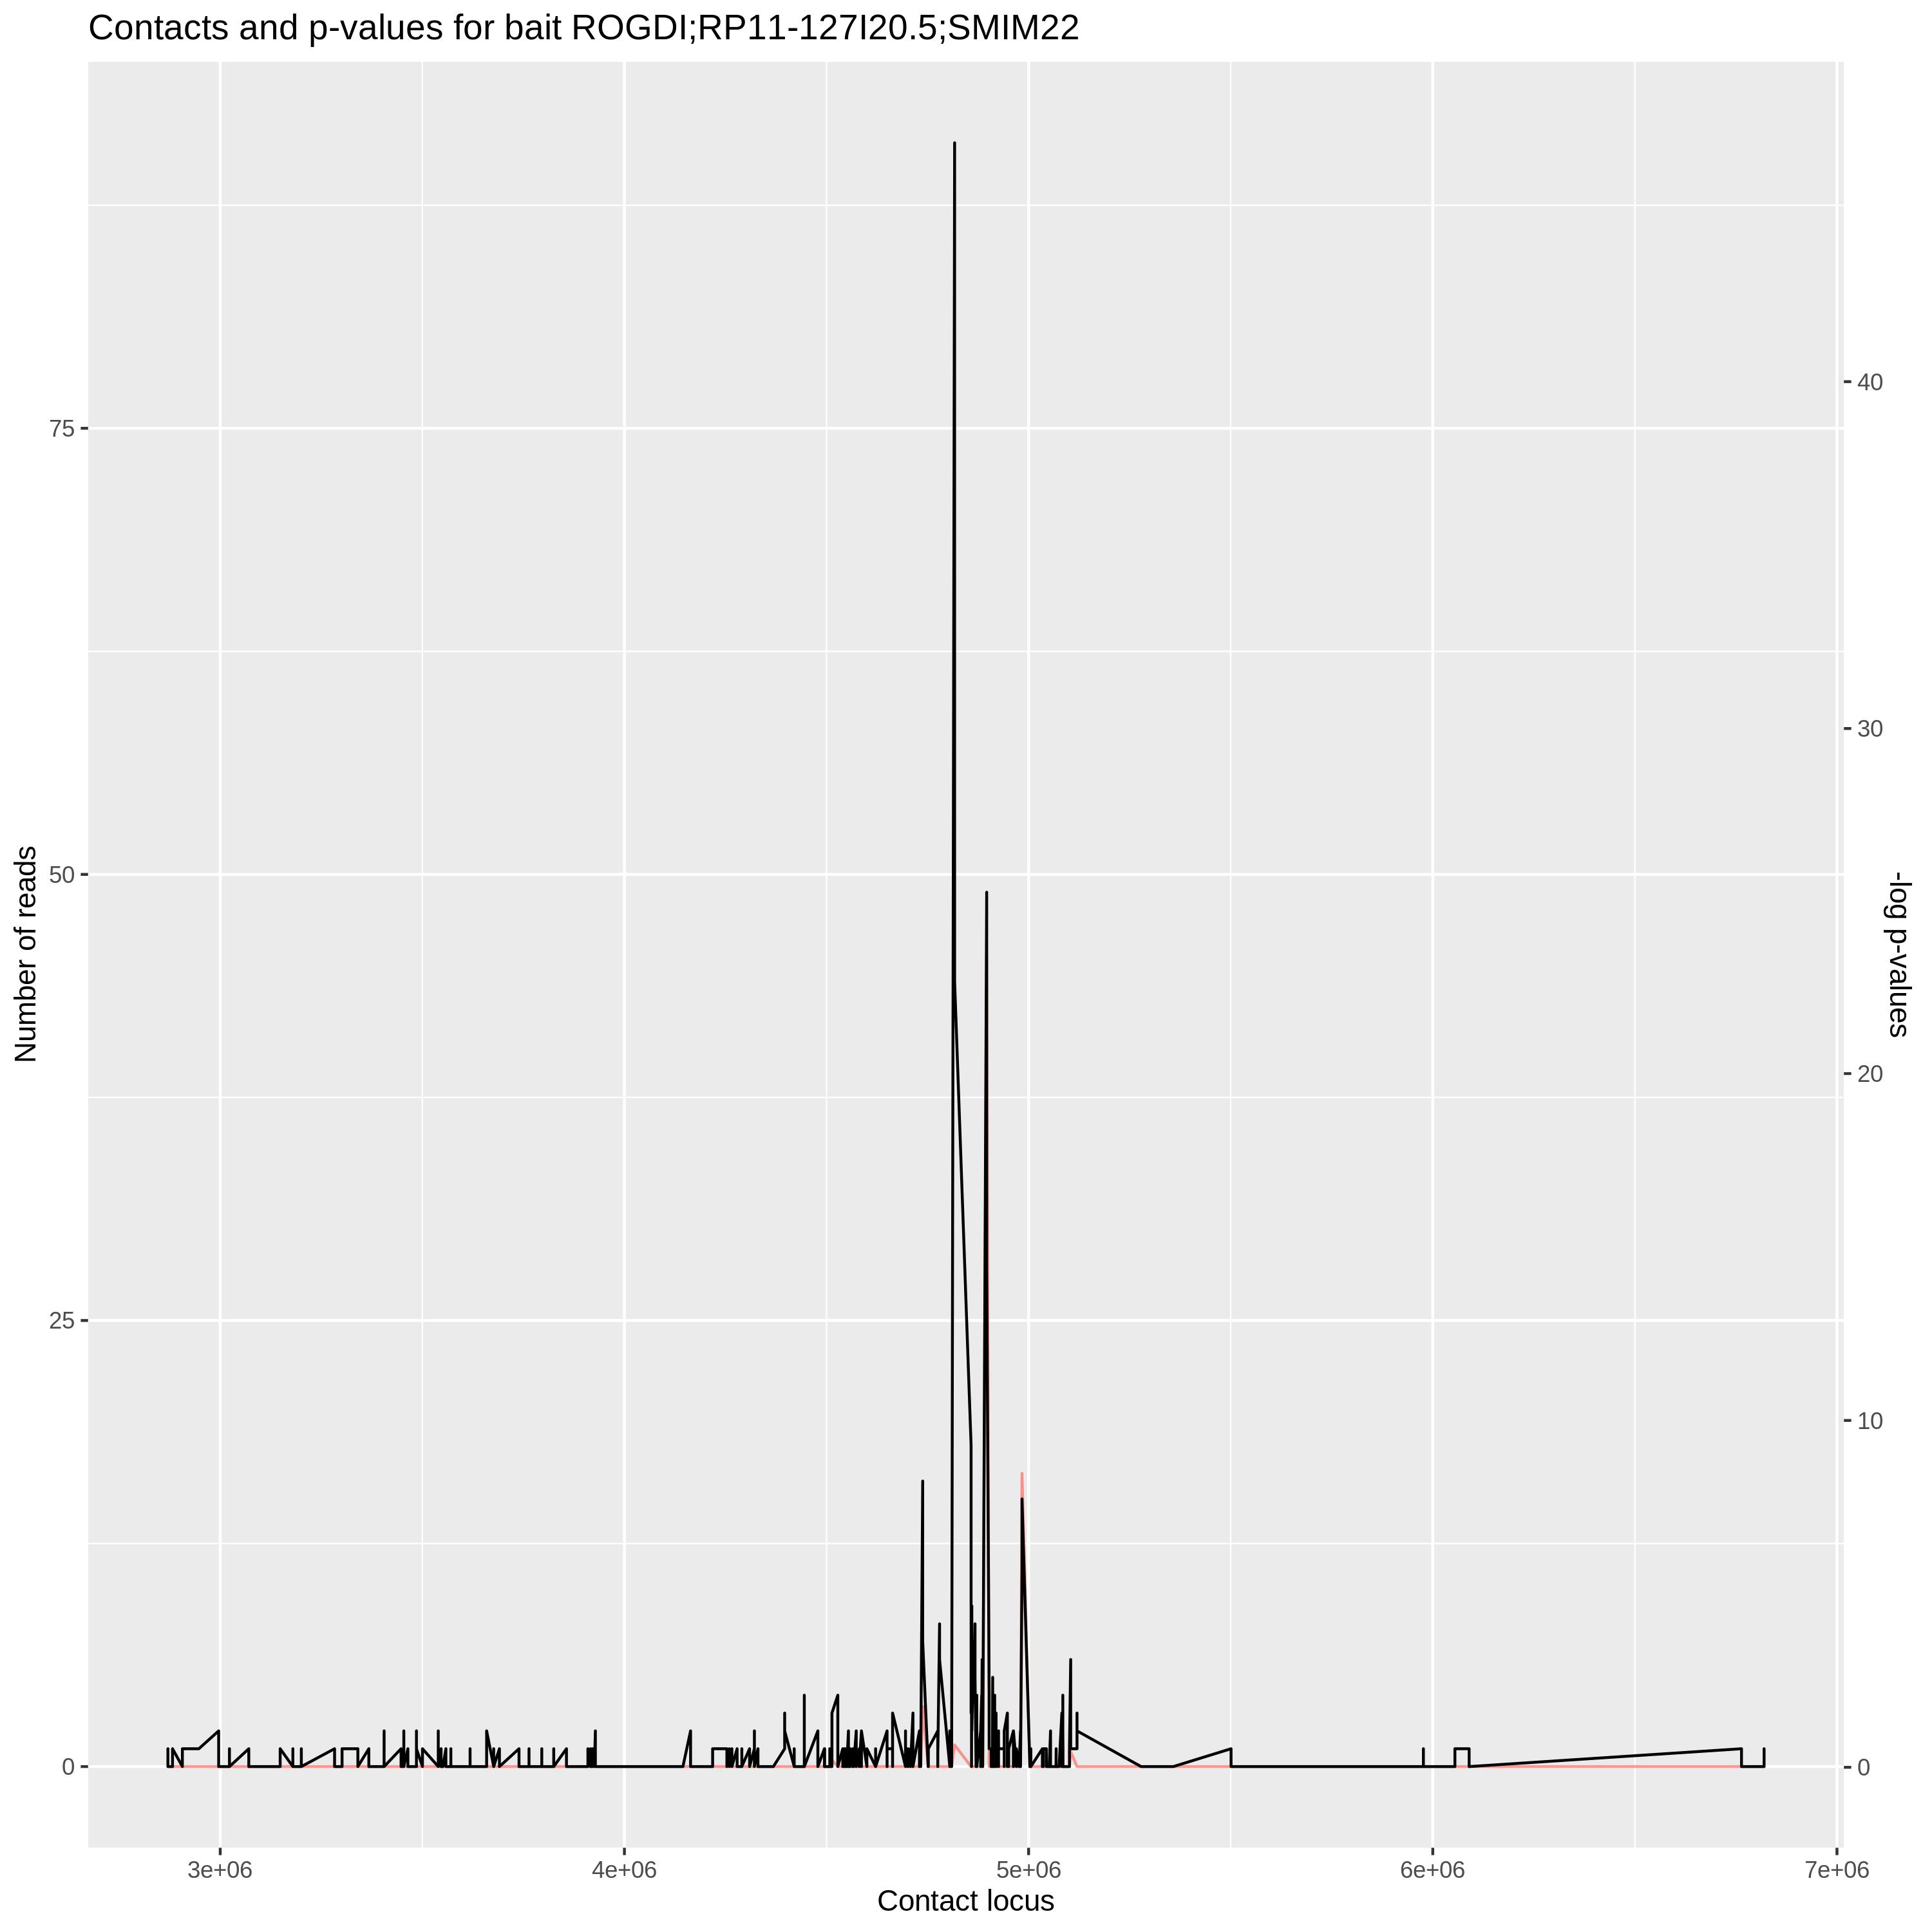 Contacts and p-values for bait ROGDI;RP11-127I20.5;SMIM22
Number of reads
75
50
25
0
40
30
20
10
0
-log p-values
3e+06 4e+06 5e+06 6e+06 7e+06
Contact locus